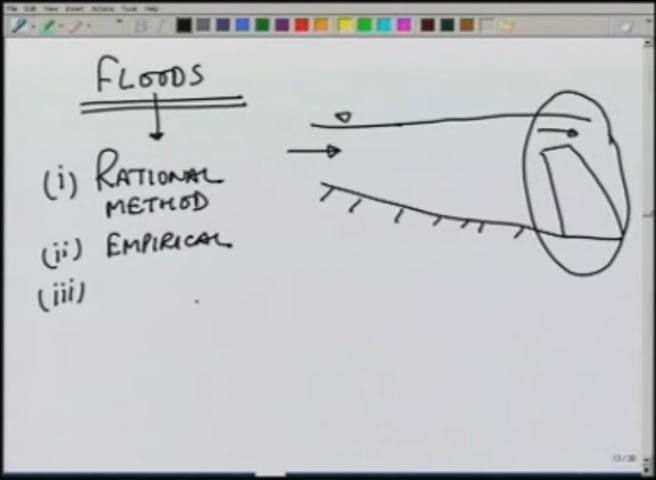 FLOODS
(i) RATIONAL
METHOD
(ii) EMPIRICAL
(iii)